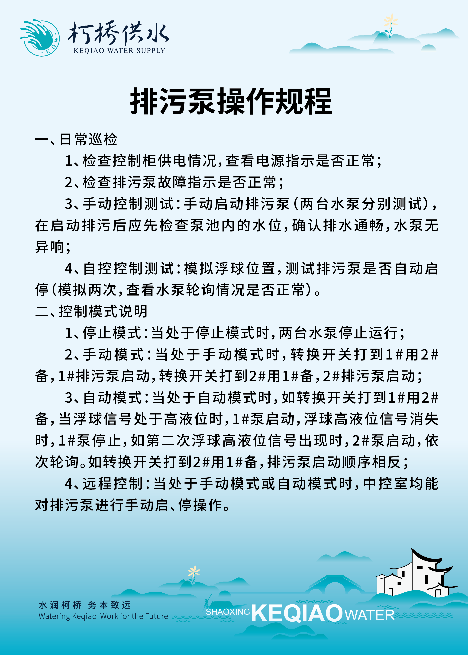 柯桥供水
KEQIAO WATER SUPPLY
排污泵操作规程
一、日常巡检
1、检查控制柜供电情况，查看电源指示是否正常；
2、检查排污泵故障指示是否正常；
3、手动控制测试：手动启动排污泵（两台水泵分别测试），
在启动排污后应先检查泵池内的水位，确认排水通畅，水泵无
异响；
4、自控控制测试：模拟浮球位置，测试排污泵是否自动启
停（模拟两次，查看水泵轮询情况是否正常）。
二、控制模式说明
1、停止模式：当处于停止模式时，两台水泵停止运行；
2、手动模式：当处于手动模式时，转换开关打到1#用2#
备，1#排污泵启动，转换开关打到2#用1#备，2#排污泵启动；
3、自动模式：当处于自动模式时，如转换开关打到1#用2#
备，当浮球信号处于高液位时，1#泵启动，浮球高液位信号消失
时，1#泵停止，如第二次浮球高液位信号出现时，2#泵启动，依
次轮询。如转换开关打到2#用1#备，排污泵启动顺序相反；
4、远程控制：当处于手动模式或自动模式时，中控室均能
对排污泵进行手动启、停操作。
水润柯桥 务本致远
Watering Keqiao Work for the Future
SHAOXING KEQIAO WATER